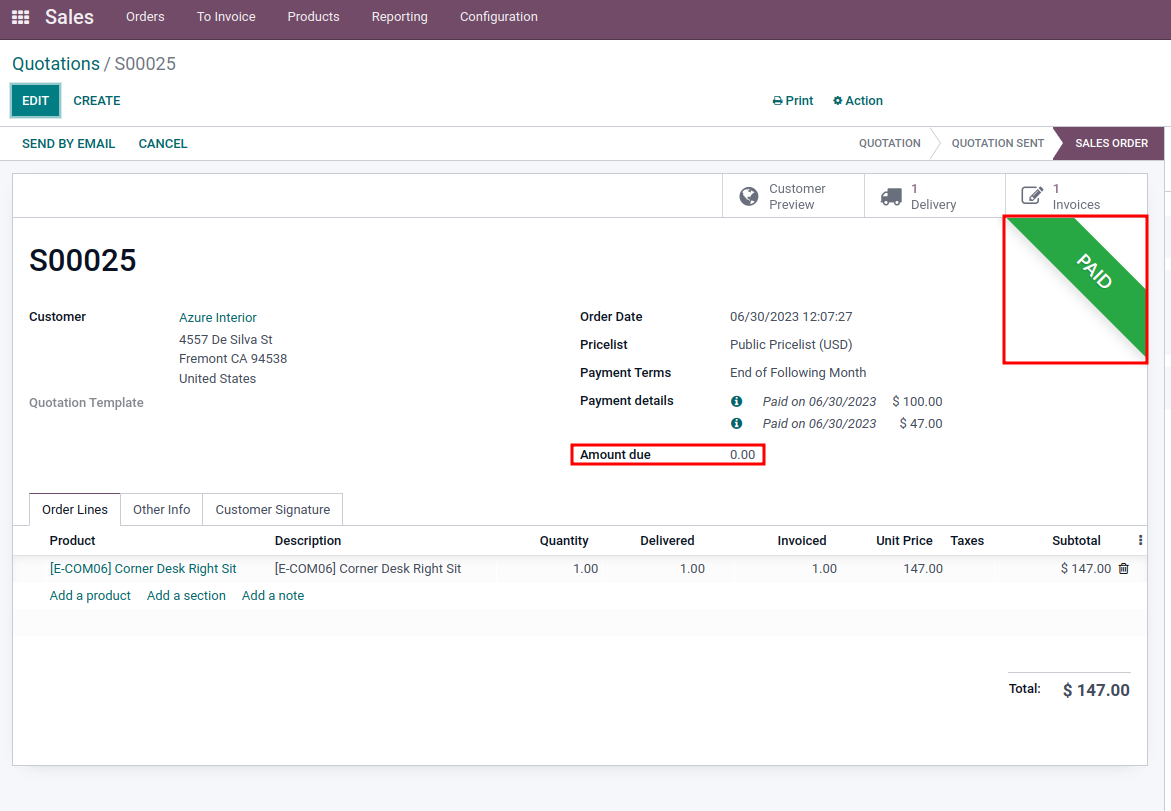 Sales Orders To Invoice Products Reporting Configuration
Quotations / S00025
EDIT CREATE Print Action
SEND BY EMAIL CANCEL QUOTATION QUOTATION SENT SALES ORDER
Customer Preview
1 Delivery
1 Invoices
PAID
S00025
Customer Azure Interior
4557 De Silva St
Fremont CA 94538
United States
Quotation Template
Order Date 06/30/2023 12:07:27
Pricelist Public Pricelist (USD)
Payment Terms End of Following Month
Payment details Paid on 06/30/2023 $ 100.00
Paid on 06/30/2023 $ 47.00
Amount due 0.00
Order Lines Other Info Customer Signature
Product Description Quantity Delivered Invoiced Unit Price Taxes Subtotal
[E-COM06] Corner Desk Right Sit [E-COM06] Corner Desk Right Sit 1.00 1.00 1.00 147.00 $ 147.00
Add a product Add a section Add a note
Total: $ 147.00